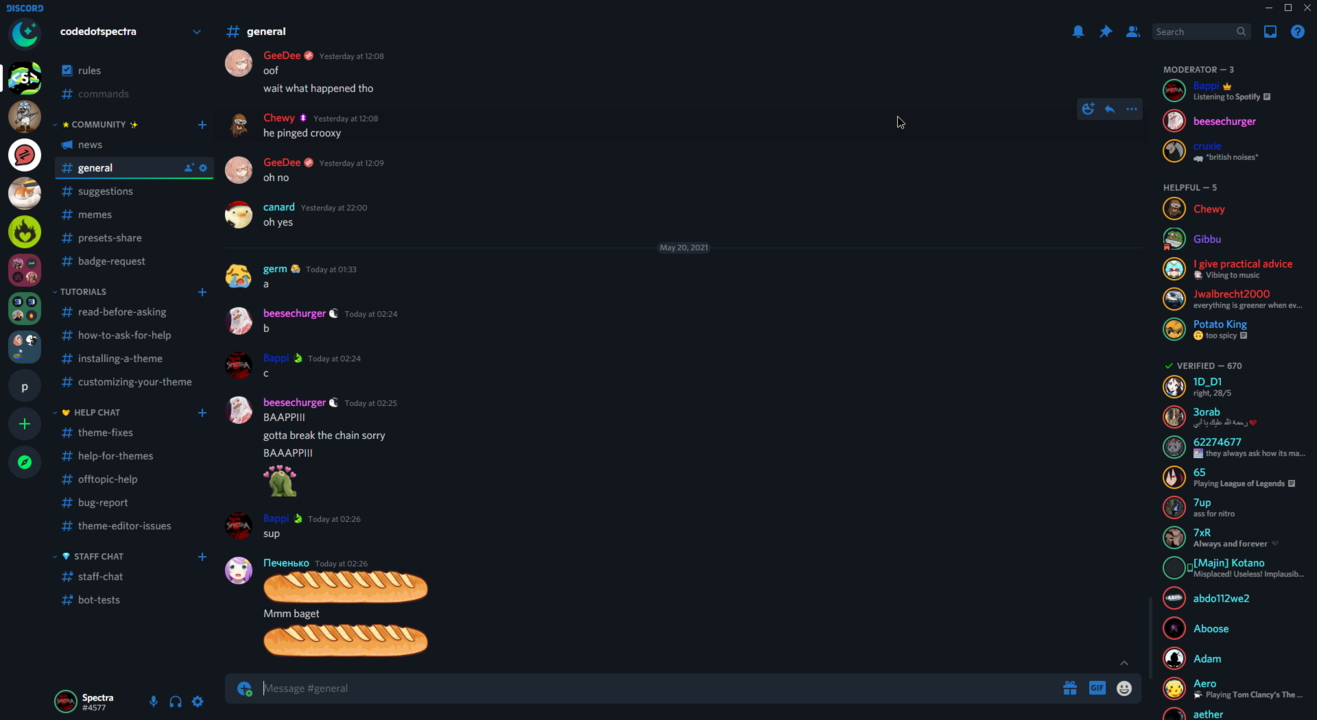 DISCORD
codedotspectra
rules
commands
★ COMMUNITY ✨
news
general
suggestions
memes
presets-share
badge-request
TUTORIALS
read-before-asking
how-to-ask-for-help
installing-a-theme
customizing-your-theme
HELP CHAT
theme-fixes
help-for-themes
offtopic-help
bug-report
theme-editor-issues
STAFF CHAT
staff-chat
bot-tests
p
Spectra
#4577
general
Search
GeeDee Yesterday at 12:08
oof
wait what happened tho
Chewy Yesterday at 12:08
he pinged crooxy
GeeDee Yesterday at 12:09
oh no
canard Yesterday at 22:00
oh yes
May 20, 2021
germ Today at 01:33
a
beesechurger Today at 02:24
b
Bappi Today at 02:24
c
beesechurger Today at 02:25
BAAPPIII
gotta break the chain sorry
BAAAPPIII
Bappi Today at 02:26
sup
Печенько Today at 02:26
Mmm baget
Message #general
GIF
MODERATOR — 3
Bappi
Listening to Spotify
beesechurger
cruxie
*british noises*
HELPFUL — 5
Chewy
Gibbu
I give practical advice
Vibing to music
Jwalbrecht2000
everything is greener when ev...
Potato King
too spicy
VERIFIED — 670
1D_D1
right, 28/5
3orab
رحمة الله عليك يا أبي
62274677
they always ask how its ma...
65
Playing League of Legends
7up
ass for nitro
7xR
Always and forever
[Majin] Kotano
Misplaced! Useless! Implausib...
abdo112we2
Aboose
Adam
Aero
Playing Tom Clancy's The ...
aether